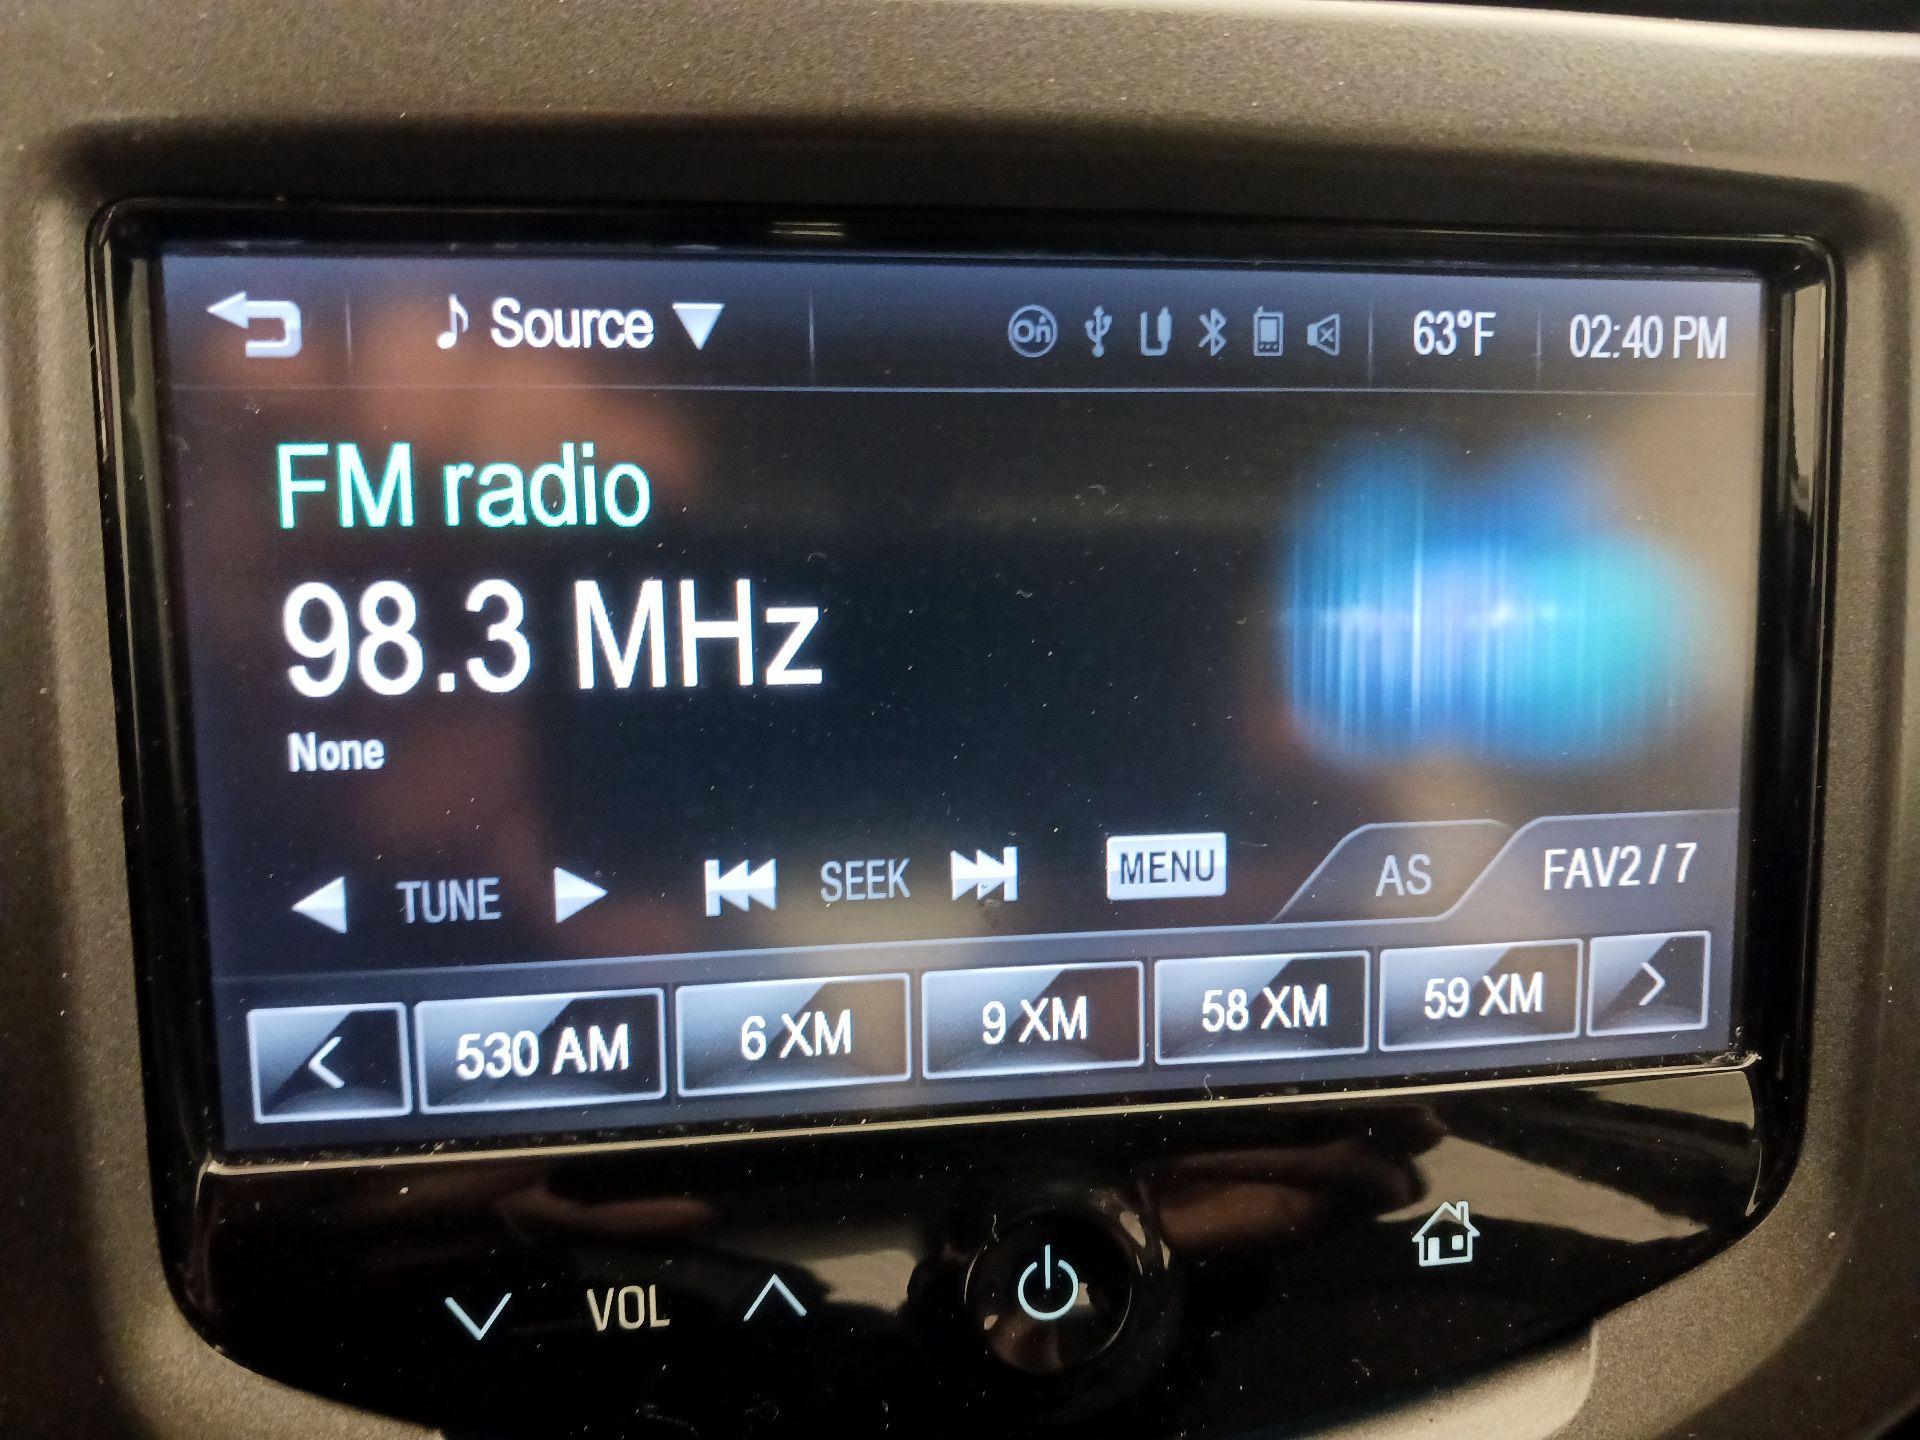 Source
On
63°F
02:40 PM
FM radio
98.3 MHz
None
TUNE
SEEK
MENU
AS
FAV2 / 7
530 AM
6 XM
9 XM
58 XM
59 XM
VOL